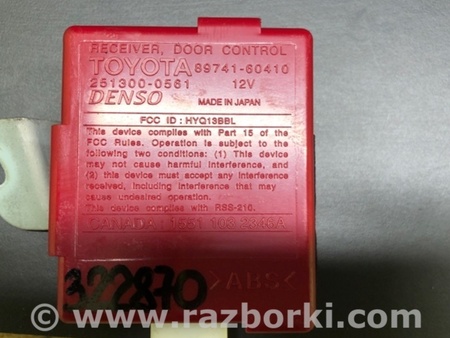 RECEIVER, DOOR CONTROL
TOYOTA 89741-60410
251300-0561 12V
DENSO MADE IN JAPAN
FCC ID : HYQ13BBL
This device complies with Part 15 of the
FCC Rules. Operation is subject to the
following two conditions: (1) This device
may not cause harmful interference, and
(2) this device must accept any interference
received, including interference that may
cause undesired operation.
This device complies with RSS-210.
CANADA :
322870 >ABS<
www.razborki.com